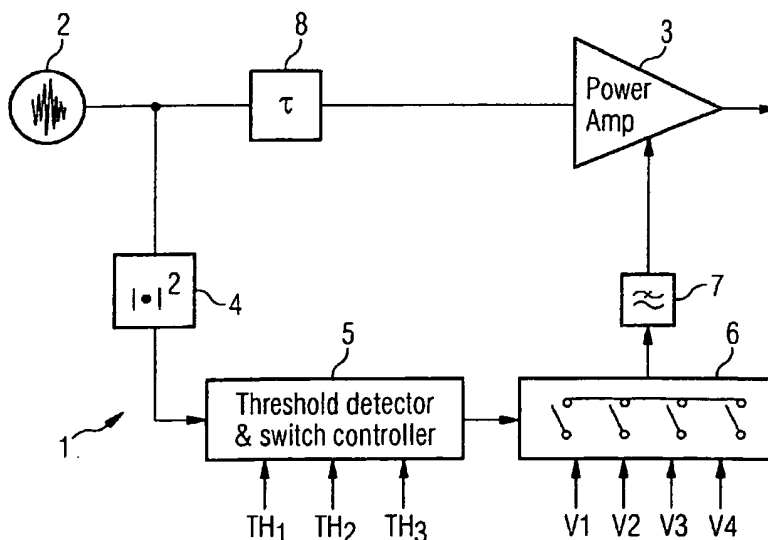 2
8
3
τ
Power
Amp
|•|²
4
7
5
6
Threshold detector
& switch controller
1.
TH₁ TH₂ TH₃
V1 V2 V3 V4